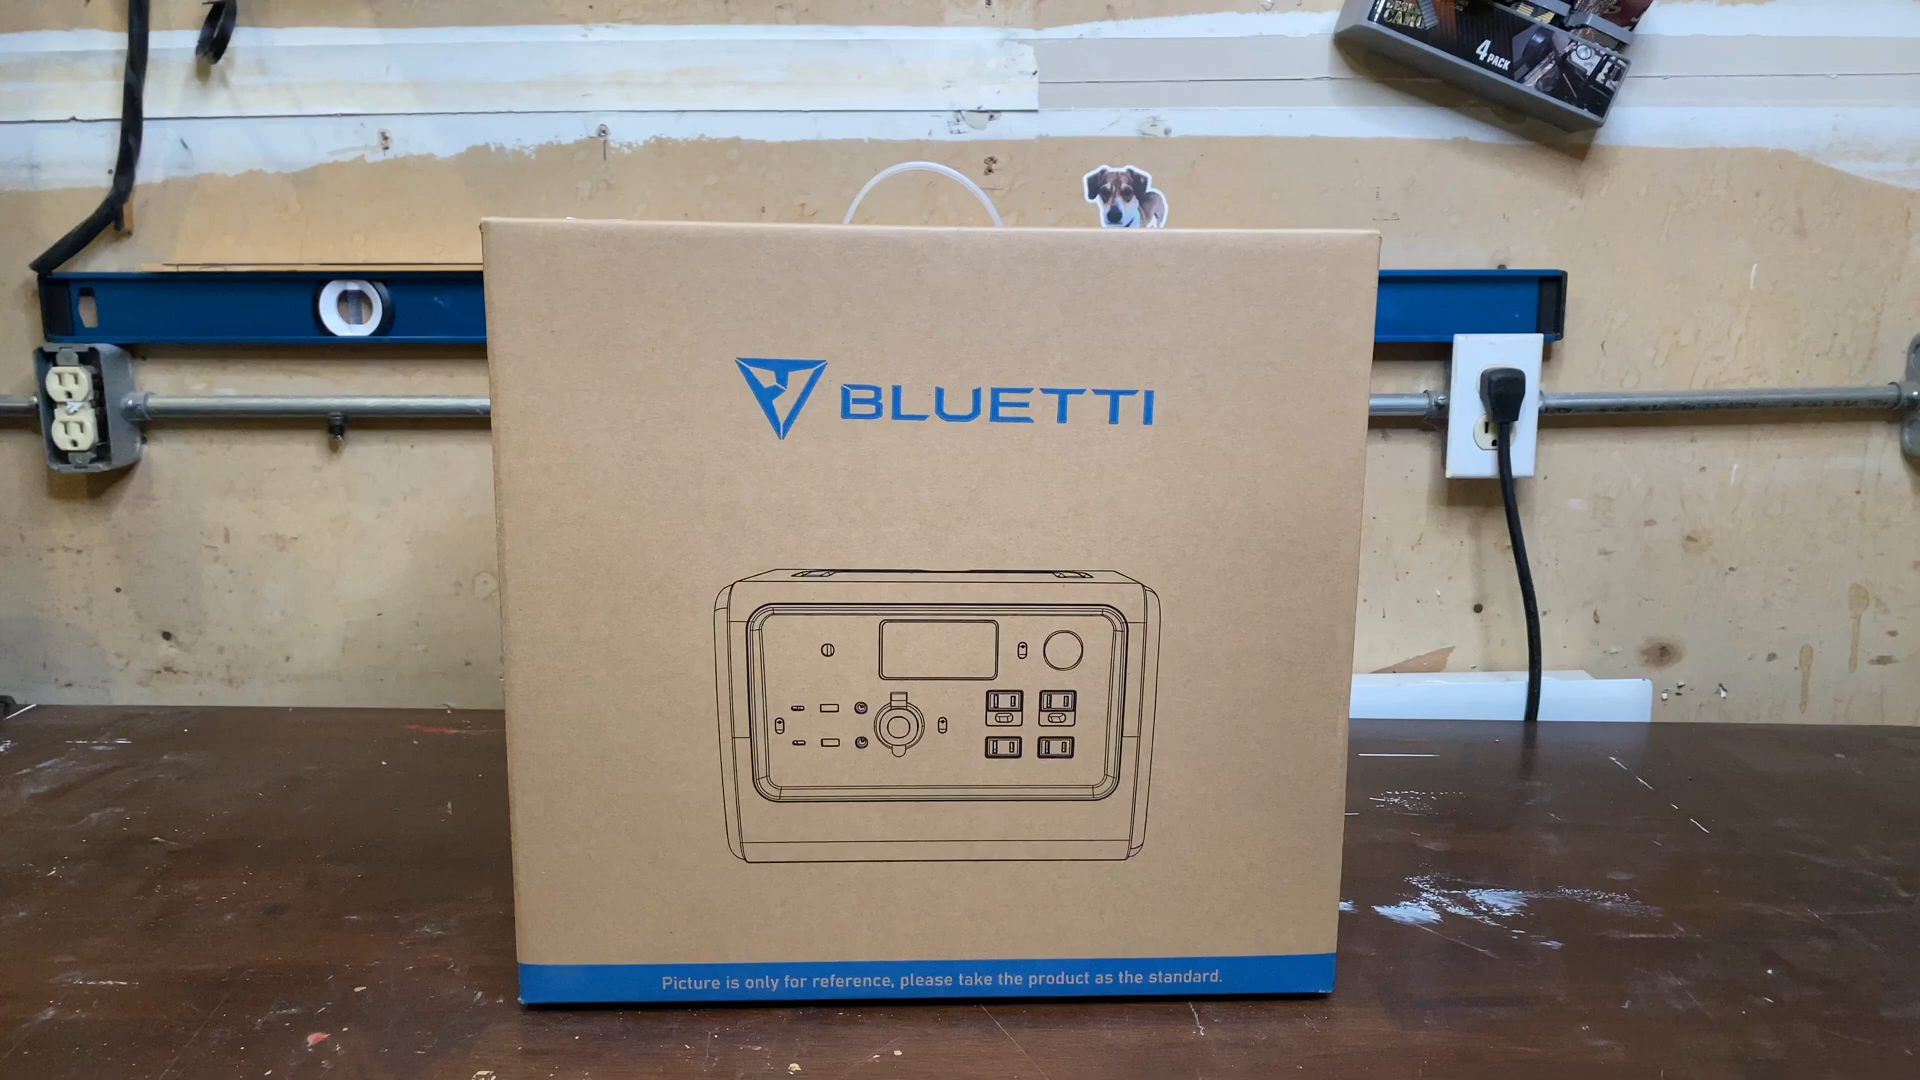 4 PACK
BLUETTI
Picture is only for reference, please take the product as the standard.